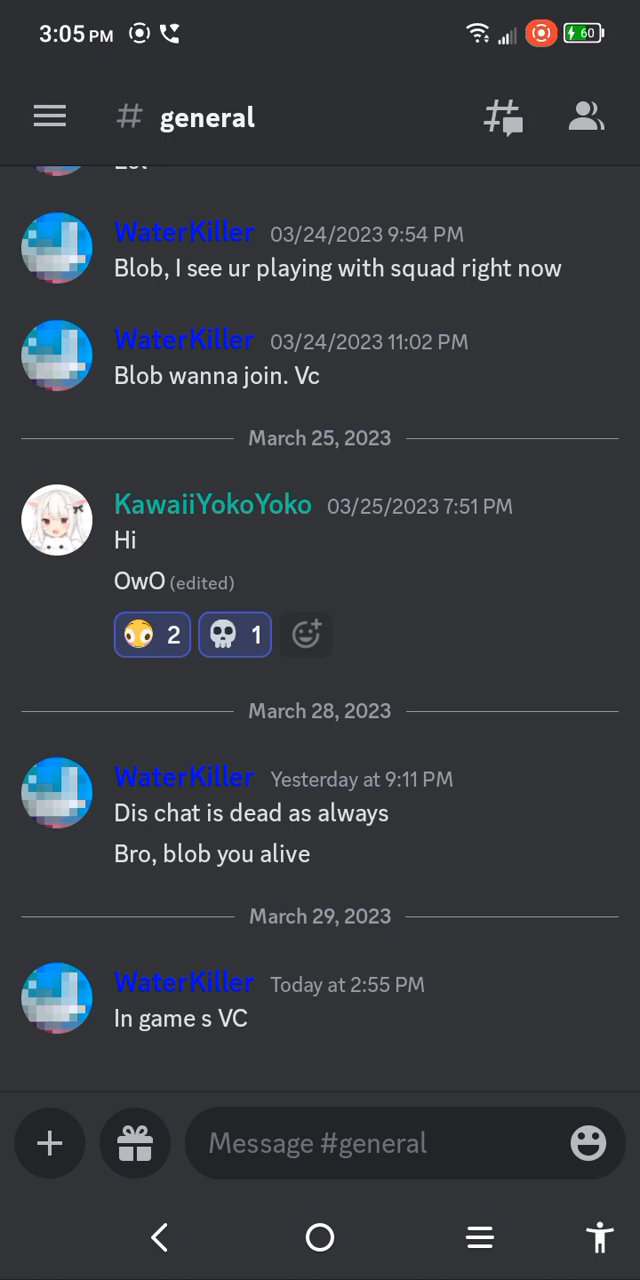 3:05 PM
60
# general
WaterKiller 03/24/2023 9:54 PM
Blob, I see ur playing with squad right now
WaterKiller 03/24/2023 11:02 PM
Blob wanna join. Vc
March 25, 2023
KawaiiYokoYoko 03/25/2023 7:51 PM
Hi
OwO (edited)
2 1
March 28, 2023
WaterKiller Yesterday at 9:11 PM
Dis chat is dead as always
Bro, blob you alive
March 29, 2023
WaterKiller Today at 2:55 PM
In game s VC
Message #general